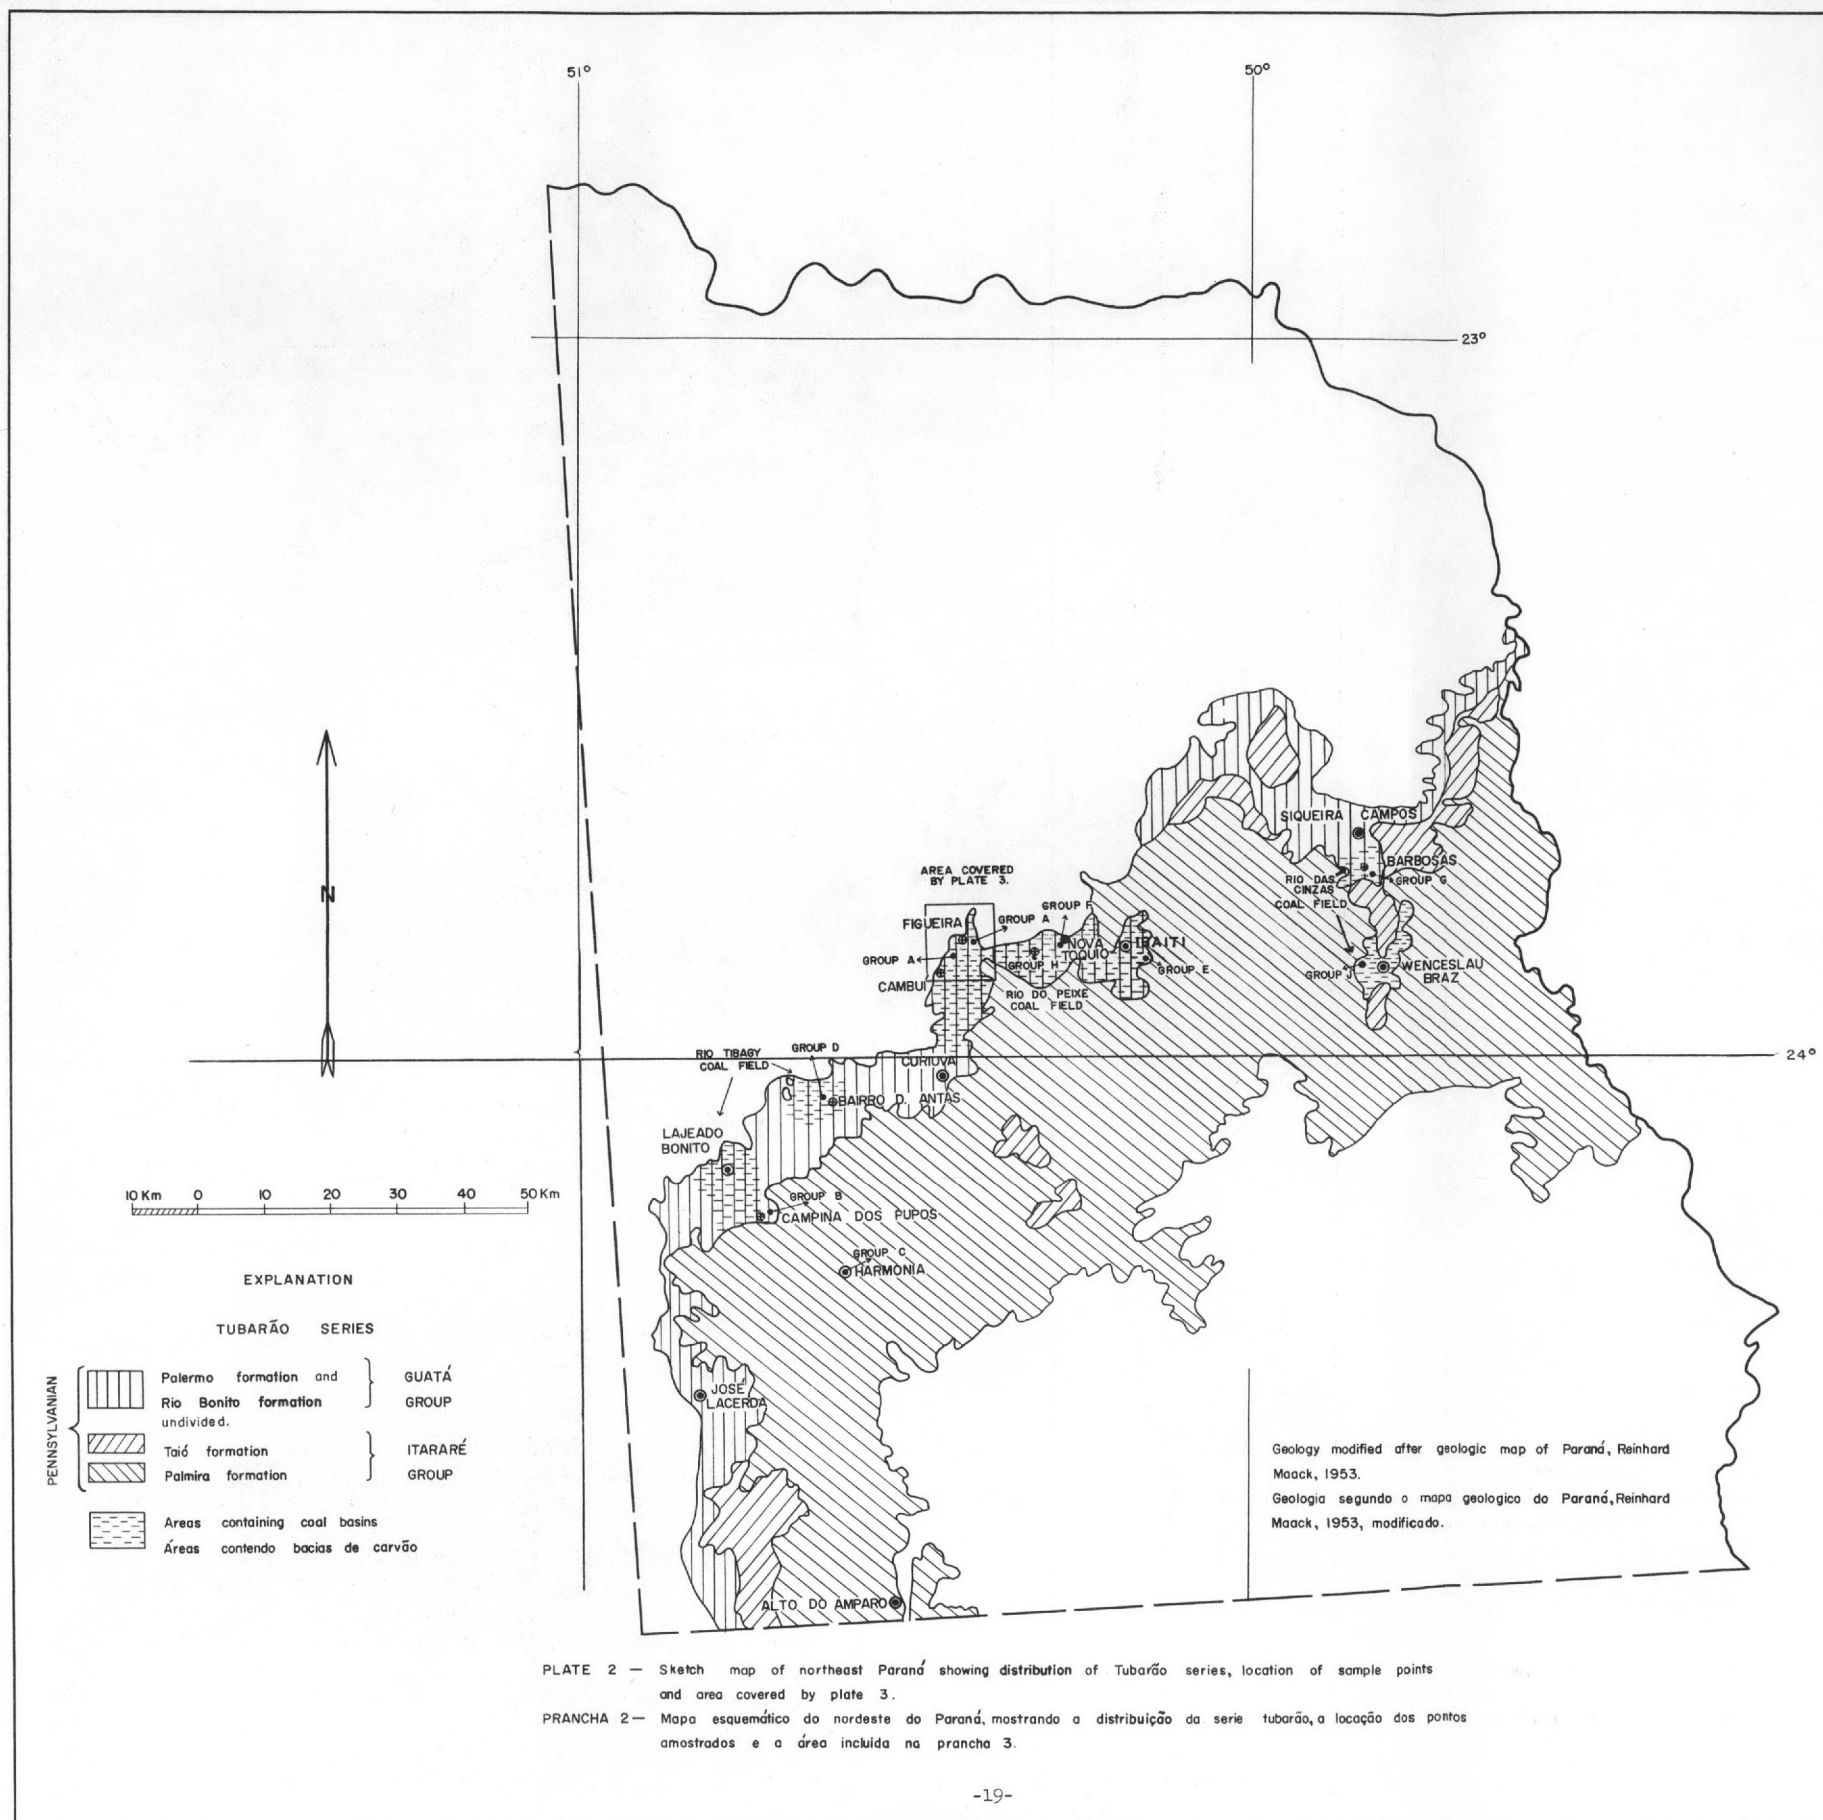 51°
50°
23°
SIQUEIRA CAMPOS
BARBOSAS
GROUP G
RIO DAS
CINZAS
COAL FIELD
AREA COVERED
BY PLATE 3.
FIGUEIRA
GROUP A
GROUP F
NOVA
TOQUIO
IBAITI
GROUP A
GROUP H
GROUP E
CAMBUI
RIO DO PEIXE
COAL FIELD
GROUP J
WENCESLAU
BRAZ
N
24°
RIO TIBAGY
COAL FIELD
GROUP D
CURIUVA
BAIRRO D. ANTAS
LAJEADO
BONITO
GROUP B
CAMPINA DOS PUPOS
GROUP C
HARMONIA
10 Km 0 10 20 30 40 50 Km
EXPLANATION
TUBARÃO SERIES
PENNSYLVANIAN
Palermo formation and
Rio Bonito formation
undivided.
GUATÁ
GROUP
Taió formation
Palmira formation
ITARARÉ
GROUP
Areas containing coal basins
Áreas contendo bacias de carvão
JOSÉ
LACERDA
ALTO DO AMPARO
Geology modified after geologic map of Paraná, Reinhard
Maack, 1953.
Geologia segundo o mapa geologico do Paraná, Reinhard
Maack, 1953, modificado.
PLATE 2 — Sketch map of northeast Paraná showing distribution of Tubarão series, location of sample points
and area covered by plate 3.
PRANCHA 2 — Mapa esquemático do nordeste do Paraná, mostrando a distribuição da serie tubarão, a locação dos pontos
amostrados e a área incluida na prancha 3.
-19-